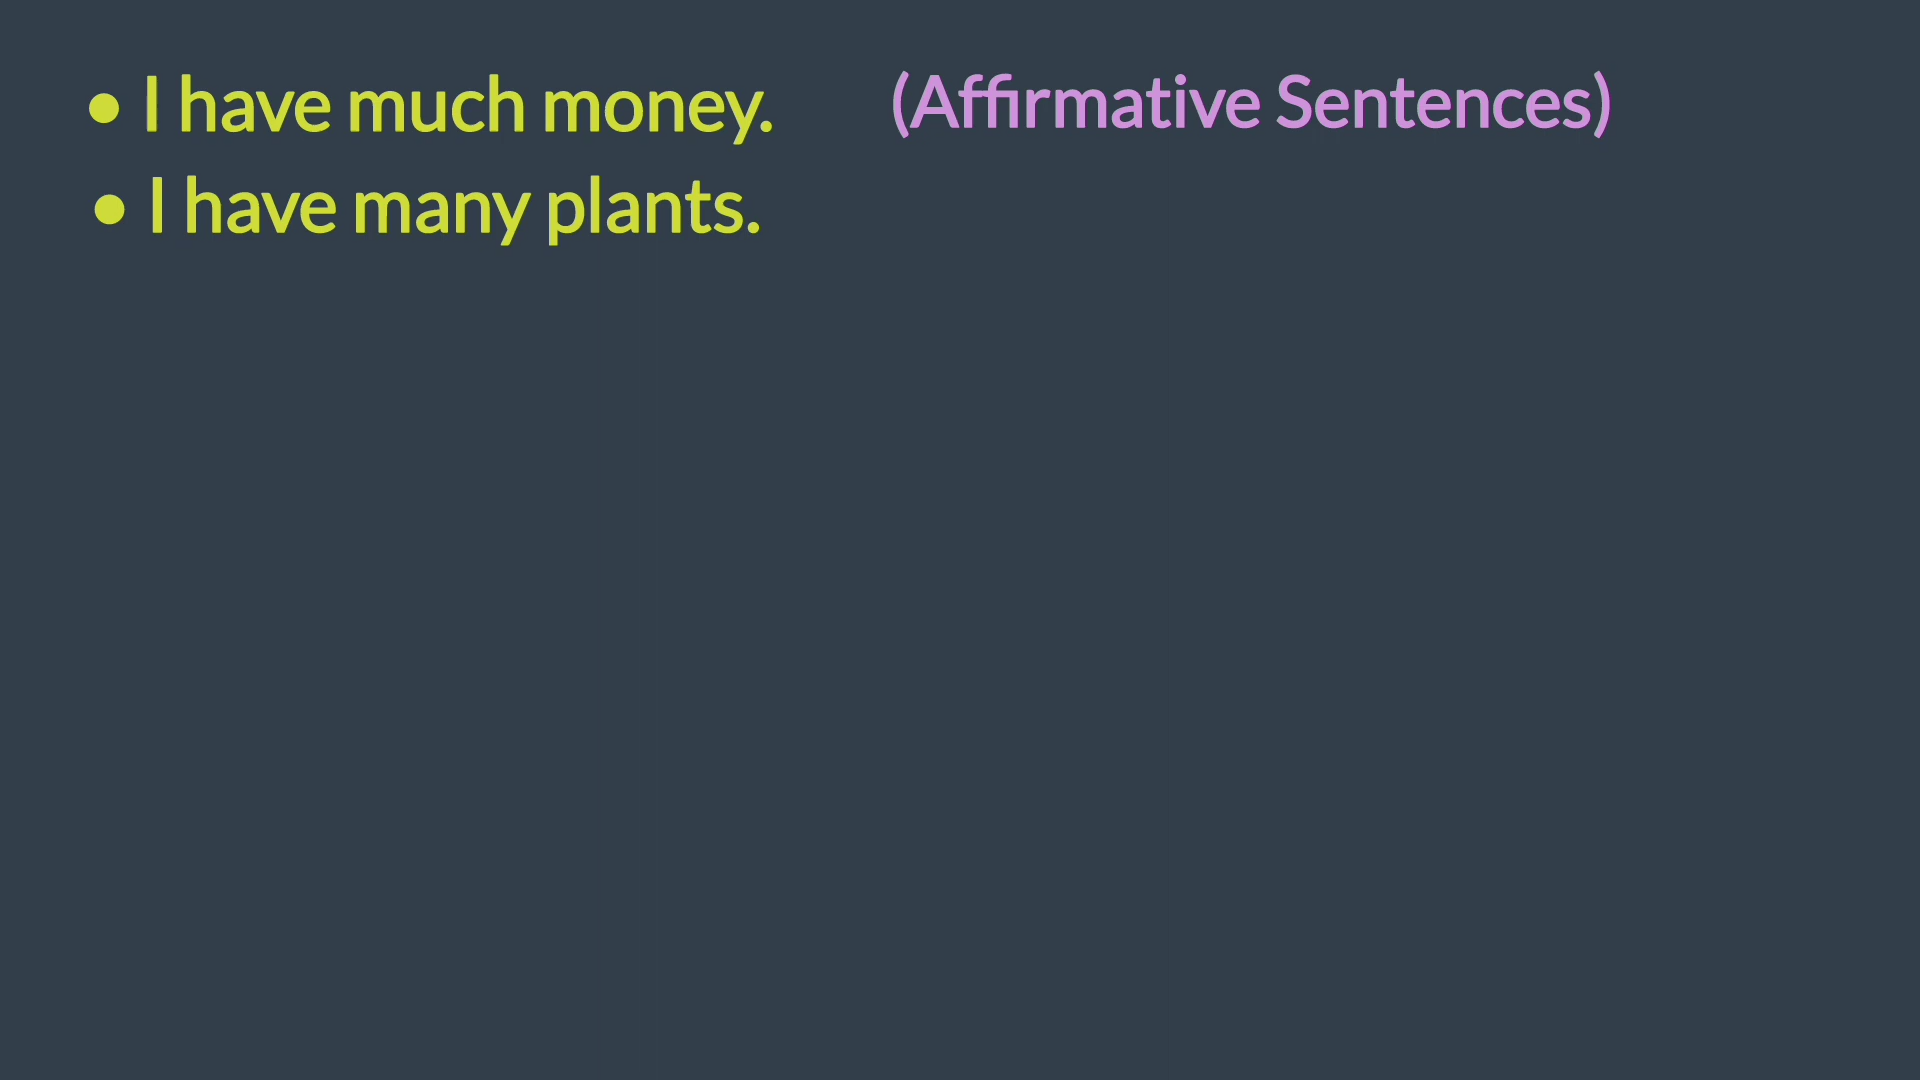 • I have much money. (Affirmative Sentences)
• I have many plants.